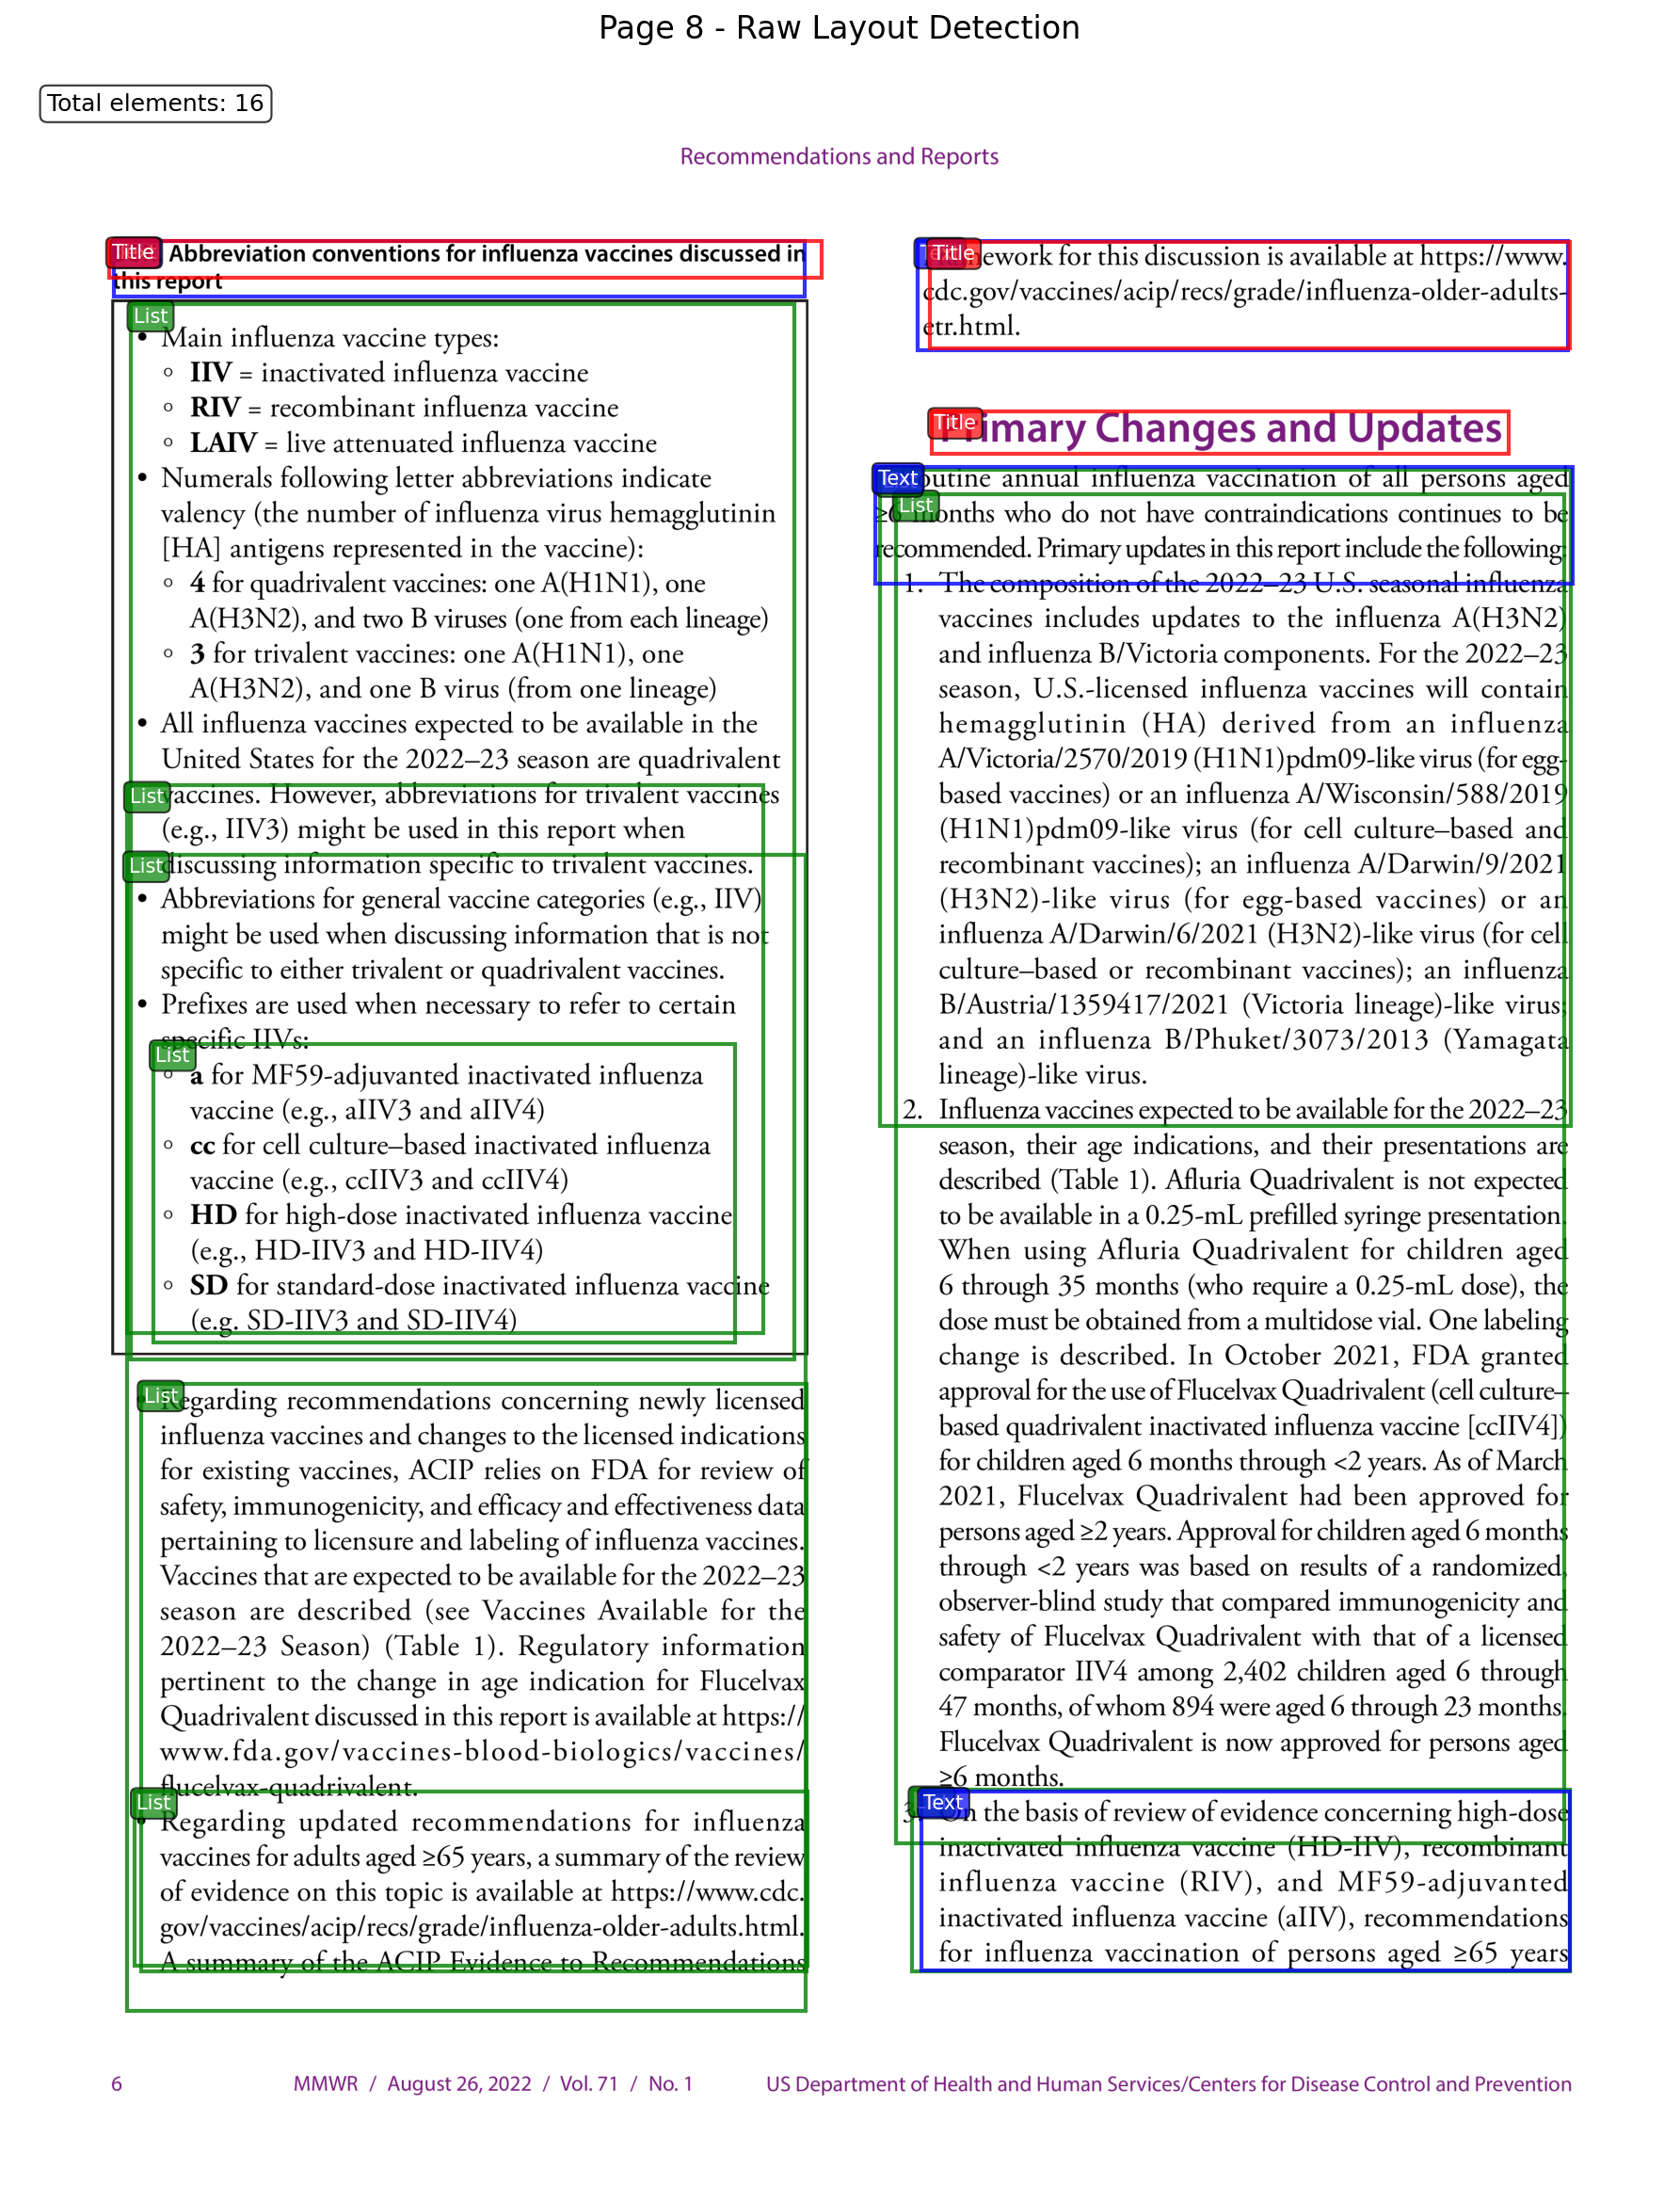 Page 8 - Raw Layout Detection
Total elements: 16
Recommendations and Reports
Title
Abbreviation conventions for influenza vaccines discussed in
this report
List
• Main influenza vaccine types:
◦ IIV = inactivated influenza vaccine
◦ RIV = recombinant influenza vaccine
◦ LAIV = live attenuated influenza vaccine
• Numerals following letter abbreviations indicate
valency (the number of influenza virus hemagglutinin
[HA] antigens represented in the vaccine):
◦ 4 for quadrivalent vaccines: one A(H1N1), one
A(H3N2), and two B viruses (one from each lineage)
◦ 3 for trivalent vaccines: one A(H1N1), one
A(H3N2), and one B virus (from one lineage)
• All influenza vaccines expected to be available in the
United States for the 2022–23 season are quadrivalent
List
vaccines. However, abbreviations for trivalent vaccines
(e.g., IIV3) might be used in this report when
List
discussing information specific to trivalent vaccines.
• Abbreviations for general vaccine categories (e.g., IIV)
might be used when discussing information that is not
specific to either trivalent or quadrivalent vaccines.
• Prefixes are used when necessary to refer to certain
specific IIVs:
List
◦ a for MF59-adjuvanted inactivated influenza
vaccine (e.g., aIIV3 and aIIV4)
◦ cc for cell culture–based inactivated influenza
vaccine (e.g., ccIIV3 and ccIIV4)
◦ HD for high-dose inactivated influenza vaccine
(e.g., HD-IIV3 and HD-IIV4)
◦ SD for standard-dose inactivated influenza vaccine
(e.g. SD-IIV3 and SD-IIV4)
List
Regarding recommendations concerning newly licensed
influenza vaccines and changes to the licensed indications
for existing vaccines, ACIP relies on FDA for review of
safety, immunogenicity, and efficacy and effectiveness data
pertaining to licensure and labeling of influenza vaccines.
Vaccines that are expected to be available for the 2022–23
season are described (see Vaccines Available for the
2022–23 Season) (Table 1). Regulatory information
pertinent to the change in age indication for Flucelvax
Quadrivalent discussed in this report is available at https://
www.fda.gov/vaccines-blood-biologics/vaccines/
flucelvax-quadrivalent.
List
• Regarding updated recommendations for influenza
vaccines for adults aged ≥65 years, a summary of the review
of evidence on this topic is available at https://www.cdc.
gov/vaccines/acip/recs/grade/influenza-older-adults.html.
A summary of the ACIP Evidence to Recommendations
Title
ework for this discussion is available at https://www.
cdc.gov/vaccines/acip/recs/grade/influenza-older-adults-
etr.html.
Title
Primary Changes and Updates
Text
outine annual influenza vaccination of all persons aged
List
≥6 months who do not have contraindications continues to be
recommended. Primary updates in this report include the following:
1. The composition of the 2022–23 U.S. seasonal influenza
vaccines includes updates to the influenza A(H3N2)
and influenza B/Victoria components. For the 2022–23
season, U.S.-licensed influenza vaccines will contain
hemagglutinin (HA) derived from an influenza
A/Victoria/2570/2019 (H1N1)pdm09-like virus (for egg-
based vaccines) or an influenza A/Wisconsin/588/2019
(H1N1)pdm09-like virus (for cell culture–based and
recombinant vaccines); an influenza A/Darwin/9/2021
(H3N2)-like virus (for egg-based vaccines) or an
influenza A/Darwin/6/2021 (H3N2)-like virus (for cell
culture–based or recombinant vaccines); an influenza
B/Austria/1359417/2021 (Victoria lineage)-like virus;
and an influenza B/Phuket/3073/2013 (Yamagata
lineage)-like virus.
2. Influenza vaccines expected to be available for the 2022–23
season, their age indications, and their presentations are
described (Table 1). Afluria Quadrivalent is not expected
to be available in a 0.25-mL prefilled syringe presentation.
When using Afluria Quadrivalent for children aged
6 through 35 months (who require a 0.25-mL dose), the
dose must be obtained from a multidose vial. One labeling
change is described. In October 2021, FDA granted
approval for the use of Flucelvax Quadrivalent (cell culture–
based quadrivalent inactivated influenza vaccine [ccIIV4])
for children aged 6 months through <2 years. As of March
2021, Flucelvax Quadrivalent had been approved for
persons aged ≥2 years. Approval for children aged 6 months
through <2 years was based on results of a randomized,
observer-blind study that compared immunogenicity and
safety of Flucelvax Quadrivalent with that of a licensed
comparator IIV4 among 2,402 children aged 6 through
47 months, of whom 894 were aged 6 through 23 months.
Flucelvax Quadrivalent is now approved for persons aged
≥6 months.
Text
3. On the basis of review of evidence concerning high-dose
inactivated influenza vaccine (HD-IIV), recombinant
influenza vaccine (RIV), and MF59-adjuvanted
inactivated influenza vaccine (aIIV), recommendations
for influenza vaccination of persons aged ≥65 years
6 MMWR / August 26, 2022 / Vol. 71 / No. 1 US Department of Health and Human Services/Centers for Disease Control and Prevention